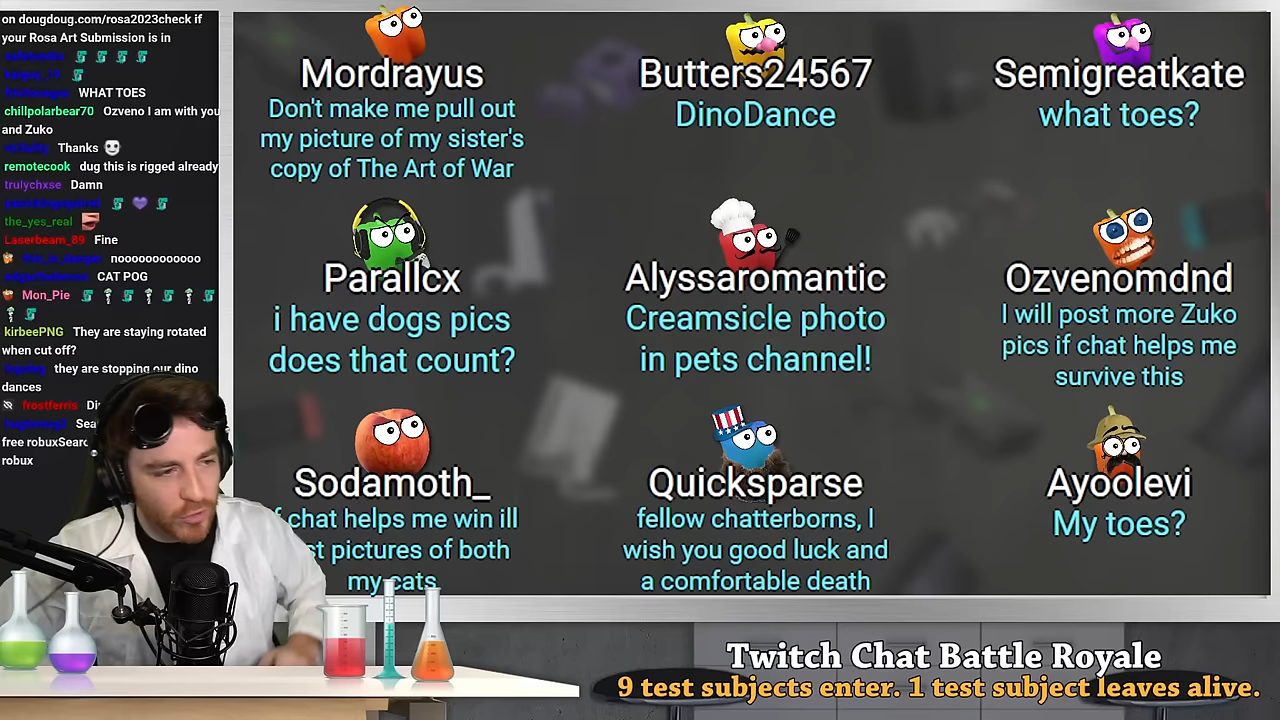 on dougdoug.com/rosa2023check if
your Rosa Art Submission is in
WHAT TOES
chillpolarbear70 Ozveno I am with you
and Zuko
Thanks
remotecook dug this is rigged already
trulychxse Damn
the_yes_real
Laserbeam_89 Fine
noooooooooooo
CAT POG
Mon_Pie
kirbeePNG They are staying rotated
when cut off?
they are stopping our dino
dances
frostferris
free robux
robux
Mordrayus
Don't make me pull out
my picture of my sister's
copy of The Art of War
Butters24567
DinoDance
Semigreatkate
what toes?
Parallcx
i have dogs pics
does that count?
Alyssaromantic
Creamsicle photo
in pets channel!
Ozvenomdnd
I will post more Zuko
pics if chat helps me
survive this
Sodamoth_
chat helps me win ill
pictures of both
my cats
Quicksparse
fellow chatterborns, I
wish you good luck and
a comfortable death
Ayoolevi
My toes?
Twitch Chat Battle Royale
9 test subjects enter. 1 test subject leaves alive.